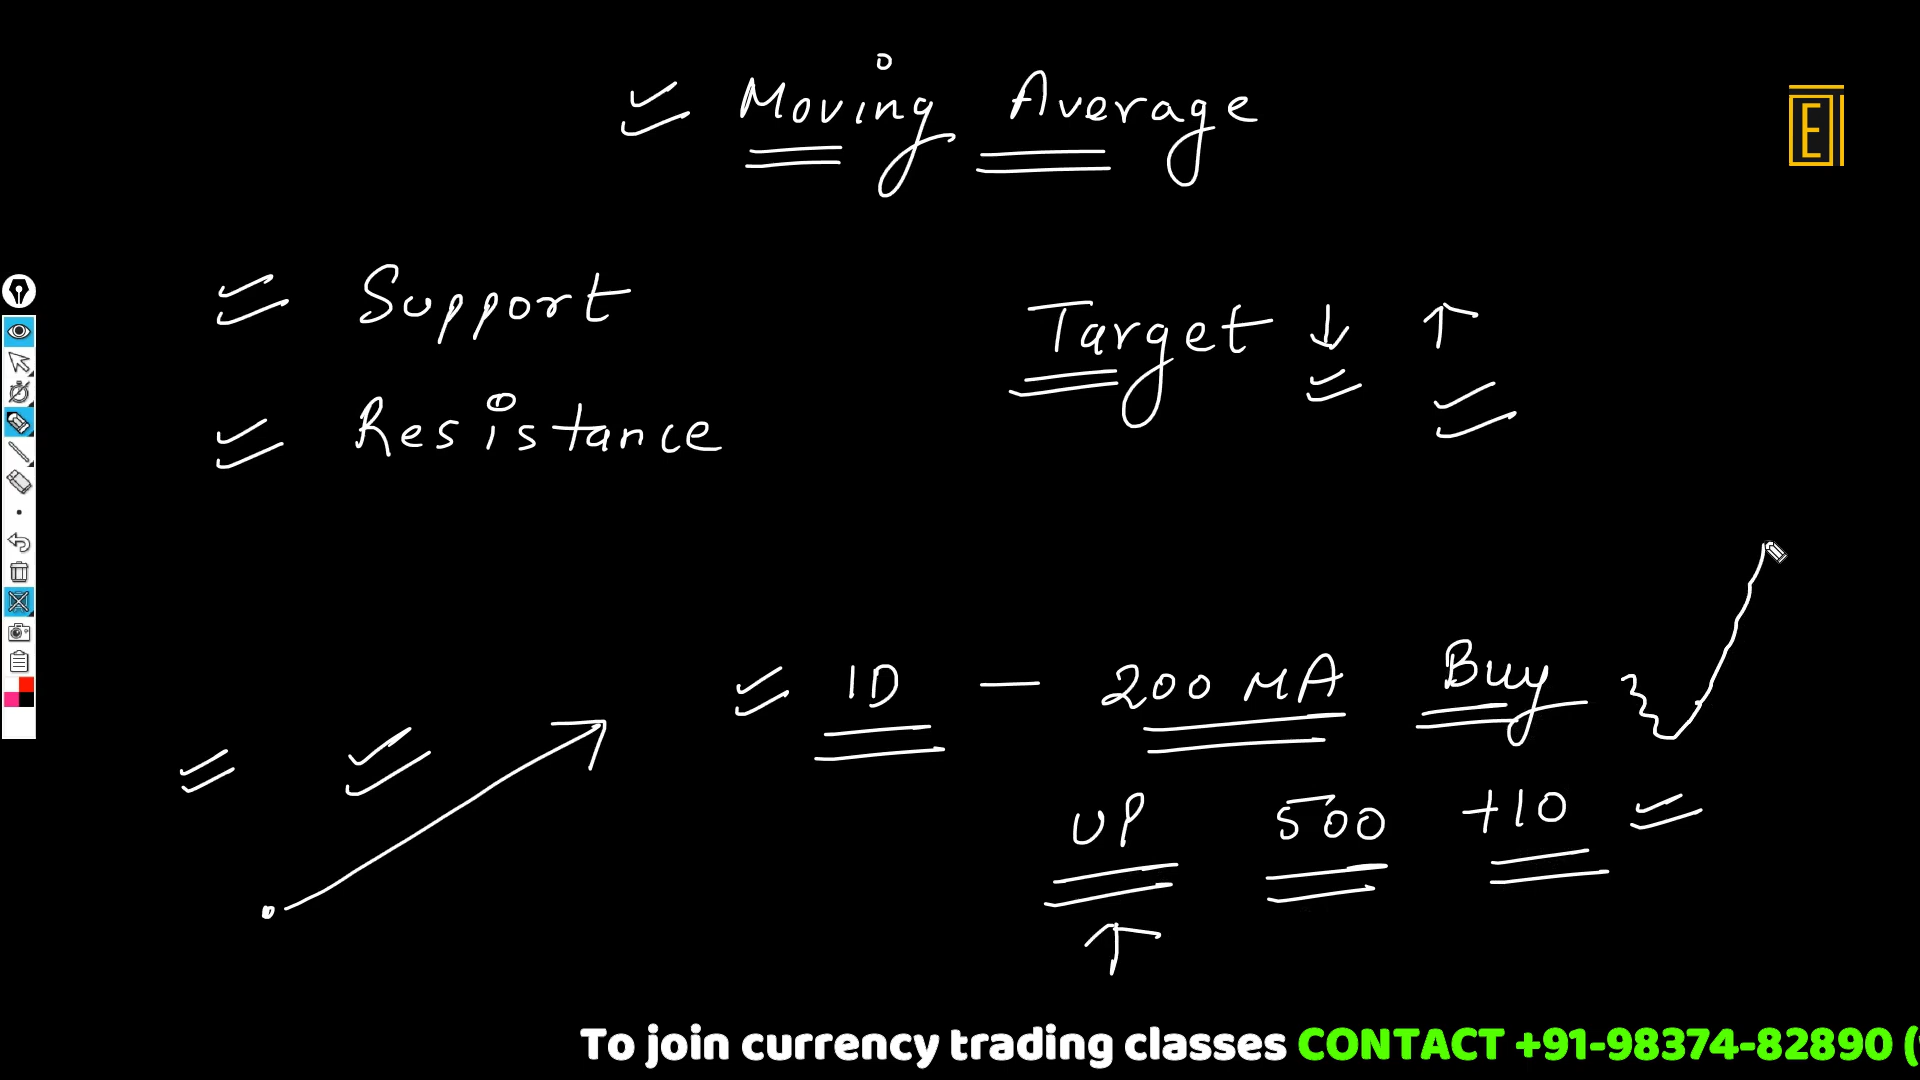 Moving Average
E
Support
Target ↓ ↑
Resistance
1D — 200 MA Buy
UP 500 +10
↑
To join currency trading classes CONTACT +91-98374-82890 (